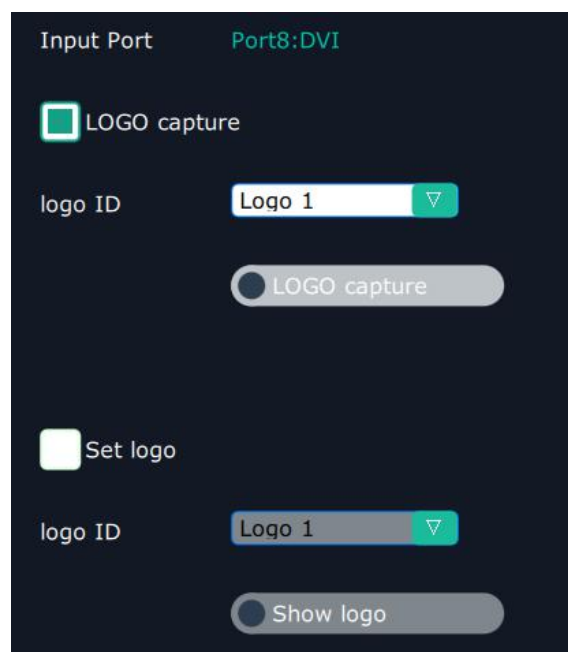 Input Port Port8:DVI
LOGO capture
logo ID Logo 1
LOGO capture
Set logo
logo ID Logo 1
Show logo